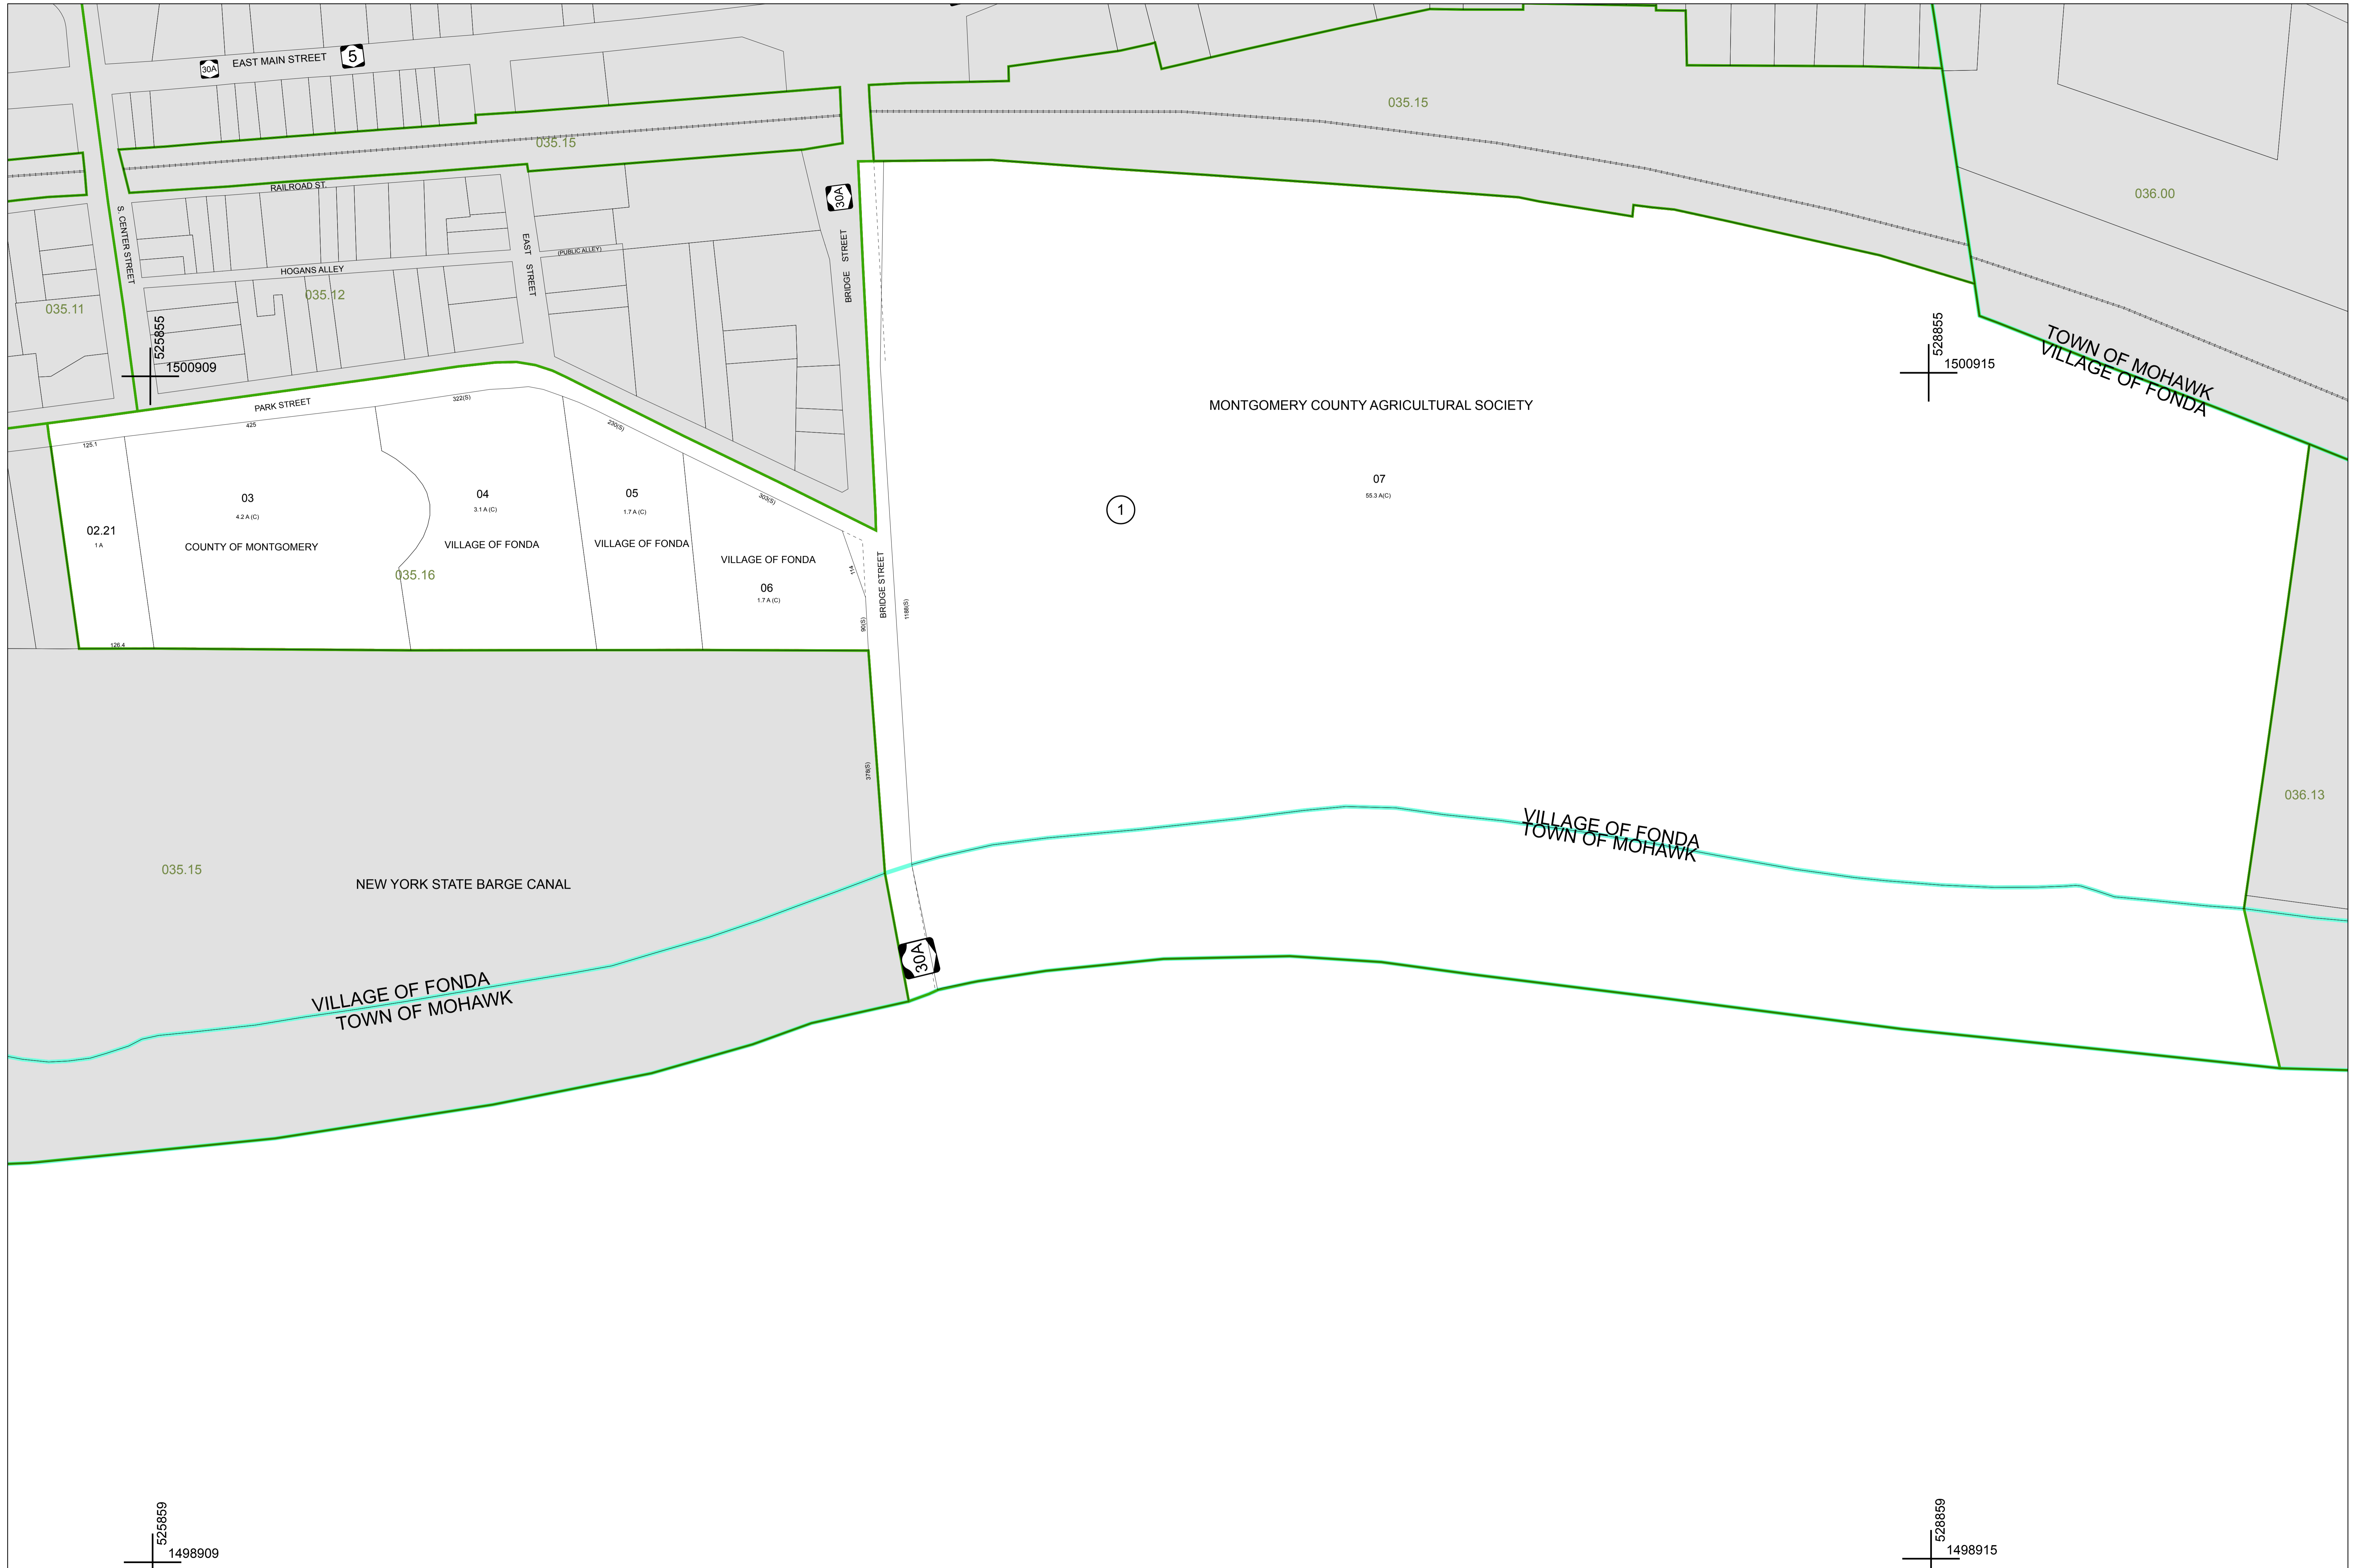 30A
EAST MAIN STREET
5
035.15
035.15
036.00
RAILROAD ST.
30A
S. CENTER STREET
EAST STREET
(PUBLIC ALLEY)
BRIDGE STREET
HOGANS ALLEY
035.11
035.12
525855
1500909
528855
1500915
TOWN OF MOHAWK
VILLAGE OF FONDA
PARK STREET
322(S)
425
125.1
230(S)
MONTGOMERY COUNTY AGRICULTURAL SOCIETY
07
55.3 A(C)
1
03
4.2 A (C)
04
3.1 A (C)
05
1.7 A (C)
303(S)
02.21
1 A
COUNTY OF MONTGOMERY
VILLAGE OF FONDA
VILLAGE OF FONDA
VILLAGE OF FONDA
06
1.7 A (C)
035.16
114
BRIDGE STREET
90(S)
1188(S)
126.4
378(S)
036.13
VILLAGE OF FONDA
TOWN OF MOHAWK
035.15
NEW YORK STATE BARGE CANAL
30A
VILLAGE OF FONDA
TOWN OF MOHAWK
525859
1498909
528859
1498915